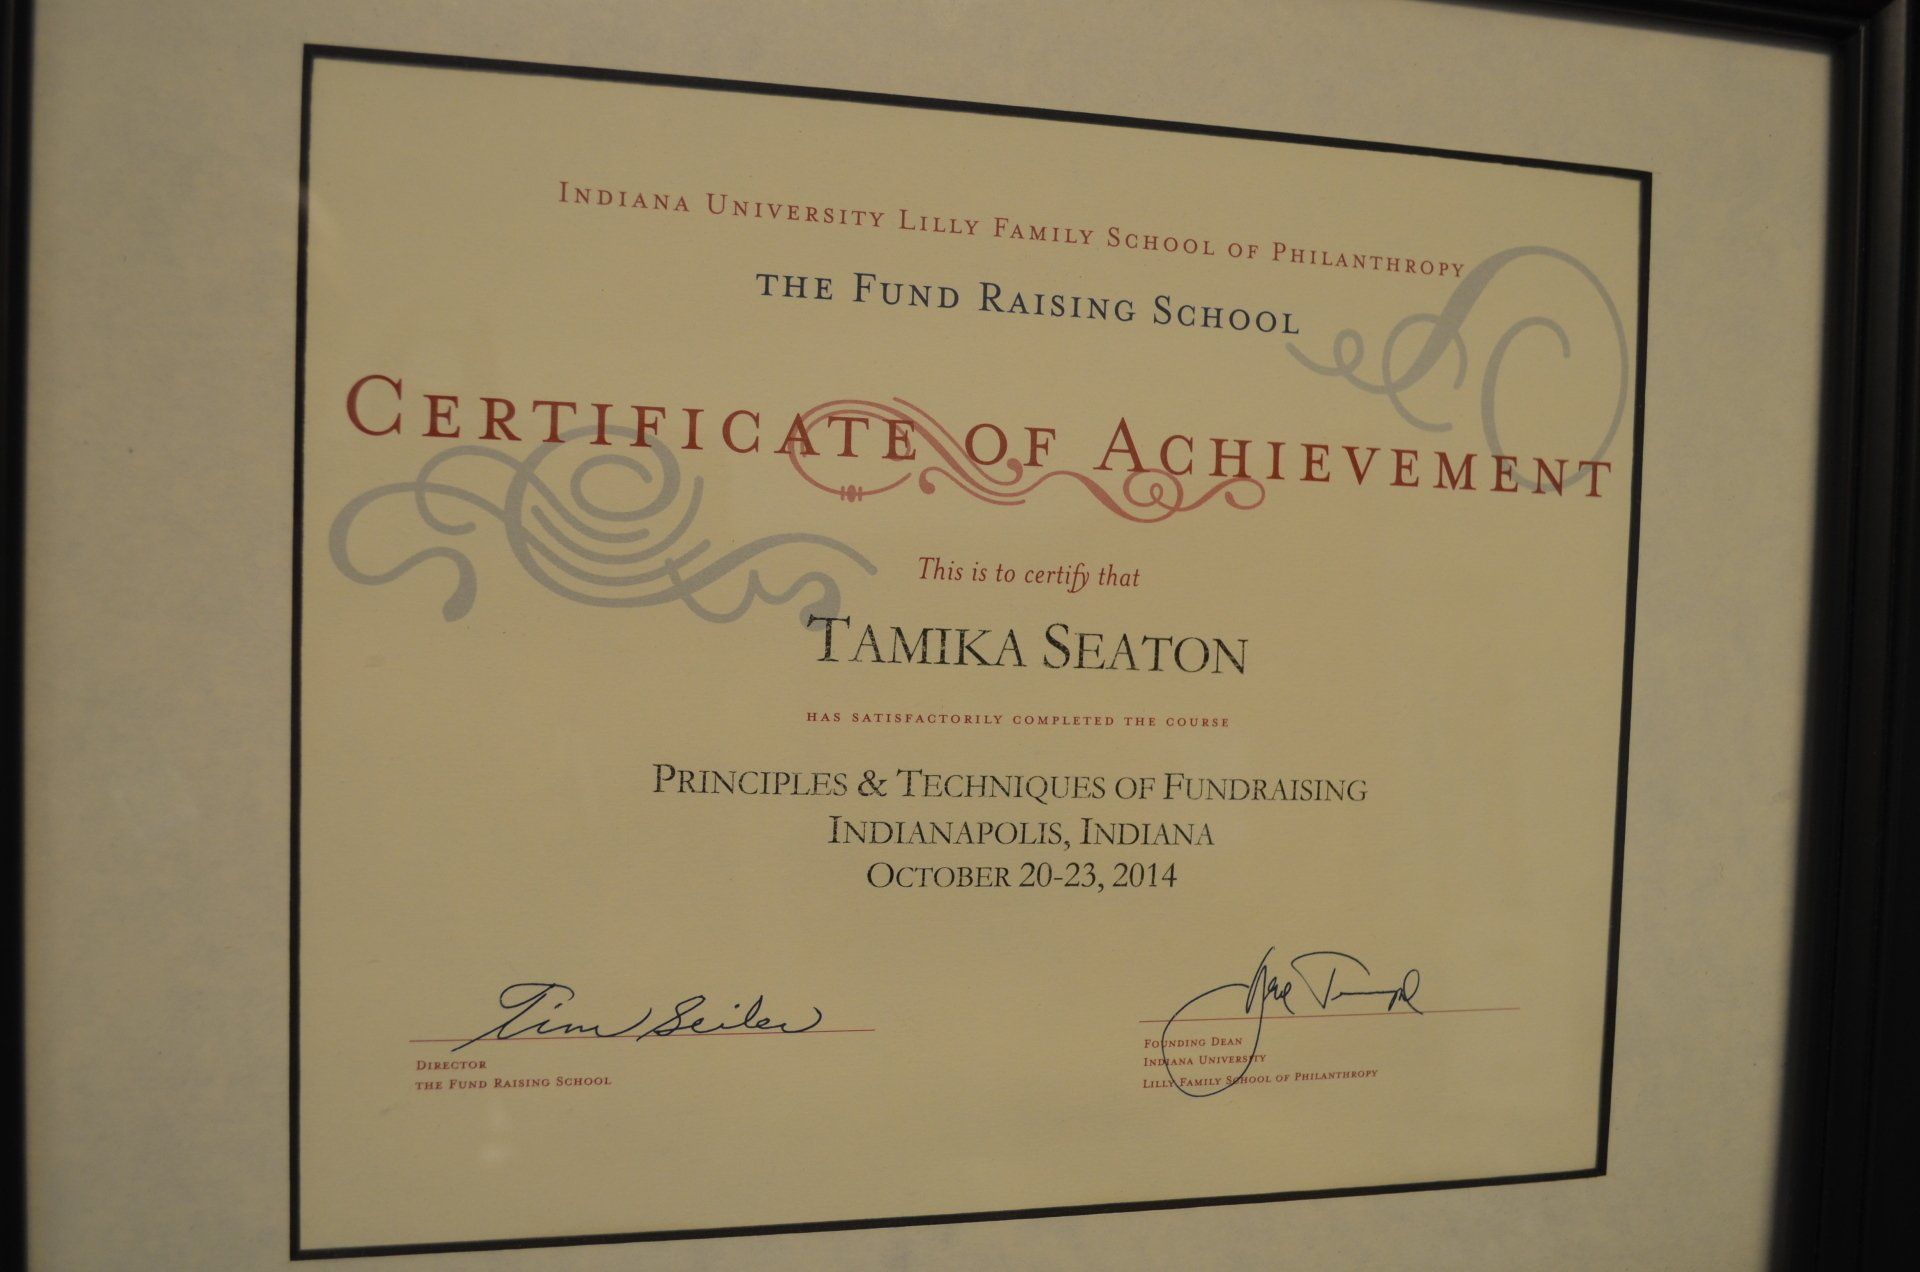 INDIANA UNIVERSITY LILLY FAMILY SCHOOL OF PHILANTHROPY
THE FUND RAISING SCHOOL
CERTIFICATE OF ACHIEVEMENT
This is to certify that
TAMIKA SEATON
HAS SATISFACTORILY COMPLETED THE COURSE
PRINCIPLES & TECHNIQUES OF FUNDRAISING
INDIANAPOLIS, INDIANA
OCTOBER 20-23, 2014
Tim Seiler
DIRECTOR
THE FUND RAISING SCHOOL
FOUNDING DEAN
INDIANA UNIVERSITY
LILLY FAMILY SCHOOL OF PHILANTHROPY